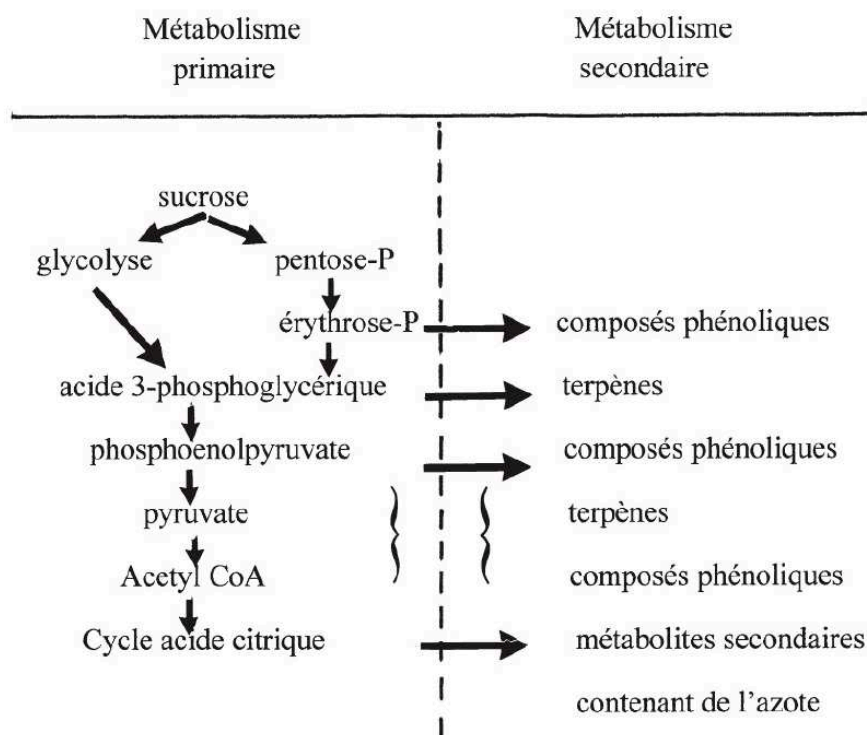 Métabolisme
primaire
Métabolisme
secondaire
sucrose
glycolyse
pentose-P
érythrose-P
composés phénoliques
acide 3-phosphoglycérique
terpènes
phosphoenolpyruvate
composés phénoliques
pyruvate
terpènes
Acetyl CoA
composés phénoliques
Cycle acide citrique
métabolites secondaires
contenant de l’azote